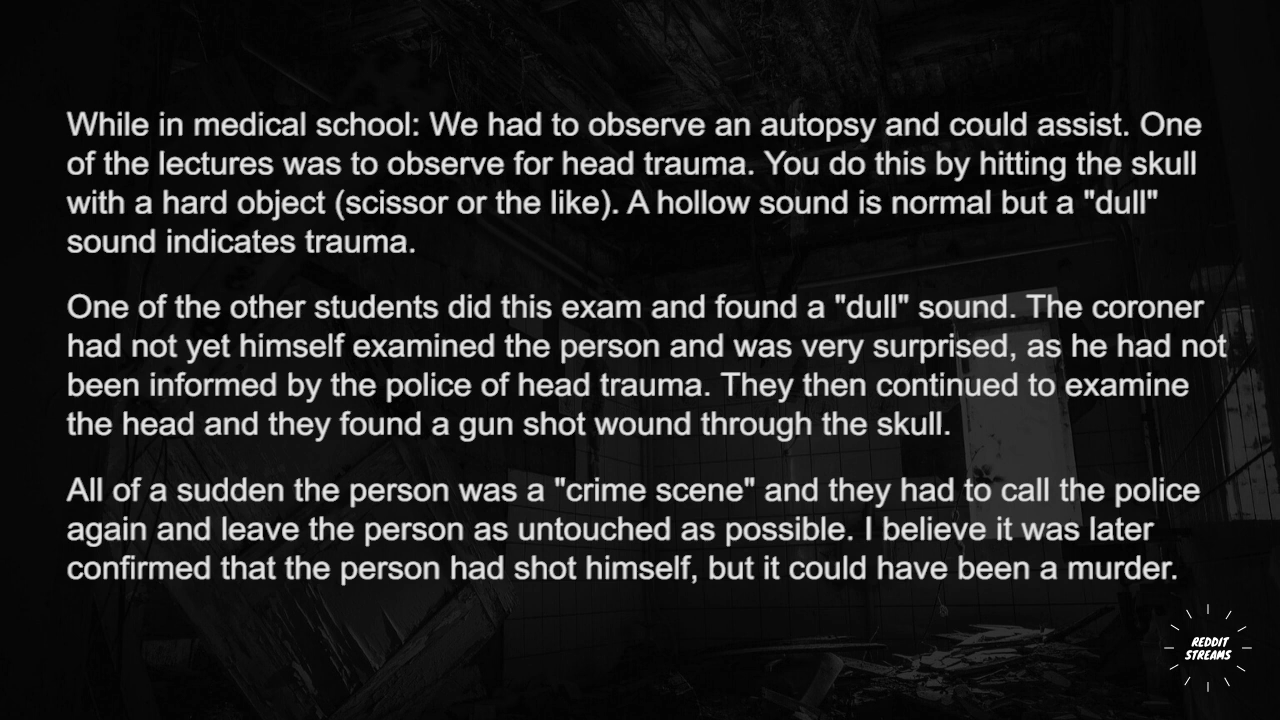 While in medical school: We had to observe an autopsy and could assist. One
of the lectures was to observe for head trauma. You do this by hitting the skull
with a hard object (scissor or the like). A hollow sound is normal but a "dull"
sound indicates trauma.
One of the other students did this exam and found a "dull" sound. The coroner
had not yet himself examined the person and was very surprised, as he had not
been informed by the police of head trauma. They then continued to examine
the head and they found a gun shot wound through the skull.
All of a sudden the person was a "crime scene" and they had to call the police
again and leave the person as untouched as possible. I believe it was later
confirmed that the person had shot himself, but it could have been a murder.
REDDIT
STREAMS